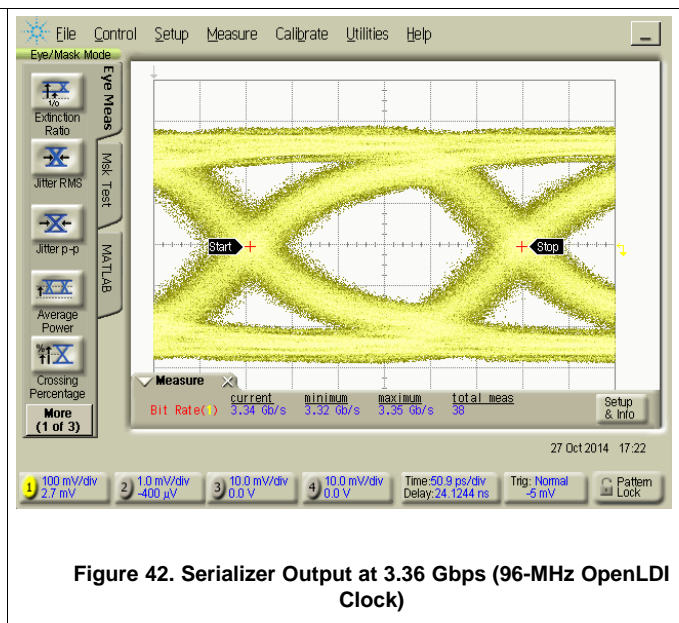 File Control Setup Measure Calibrate Utilities Help
Eye/Mask Mode
Extinction
Ratio
Jitter RMS
Jitter p-p
Average
Power
Crossing
Percentage
More
(1 of 3)
Eye Meas
Msk Test
MATLAB
Start
Stop
Measure
current minimum maximum total meas
Bit Rate(1) 3.34 Gb/s 3.32 Gb/s 3.35 Gb/s 38
Setup
& Info
27 Oct 2014 17:22
1 100 mV/div
2.7 mV
2 1.0 mV/div
-400 µV
3 10.0 mV/div
0.0 V
4 10.0 mV/div
0.0 V
Time:50.9 ps/div
Delay:24.1244 ns
Trig: Normal
-5 mV
Pattern
Lock
Figure 42. Serializer Output at 3.36 Gbps (96-MHz OpenLDI
Clock)